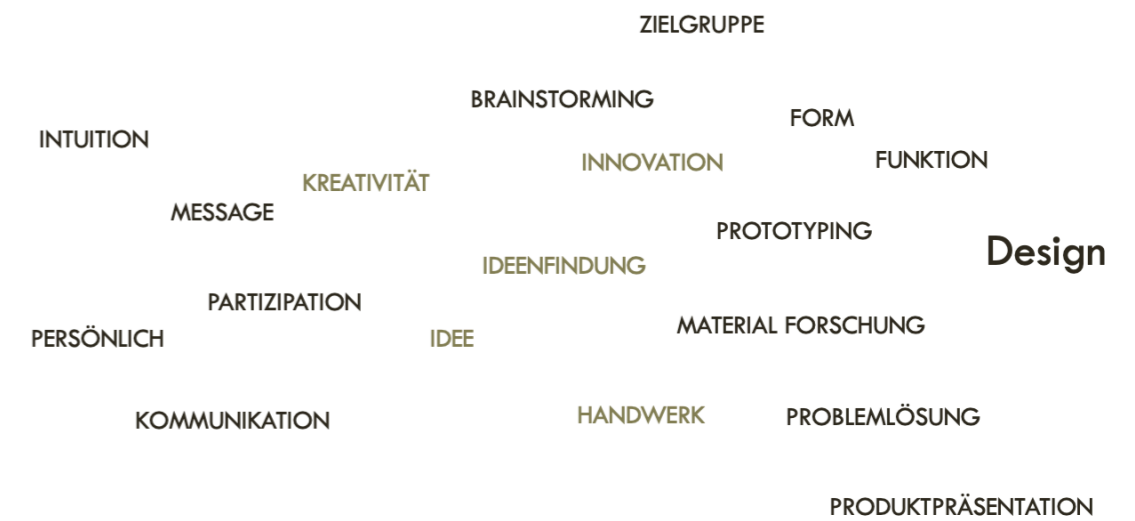 ZIELGRUPPE
BRAINSTORMING
FORM
INTUITION
INNOVATION
FUNKTION
KREATIVITÄT
MESSAGE
PROTOTYPING
Design
IDEENFINDUNG
PARTIZIPATION
MATERIAL FORSCHUNG
PERSÖNLICH
IDEE
HANDWERK
PROBLEMLÖSUNG
KOMMUNIKATION
PRODUKTPRÄSENTATION